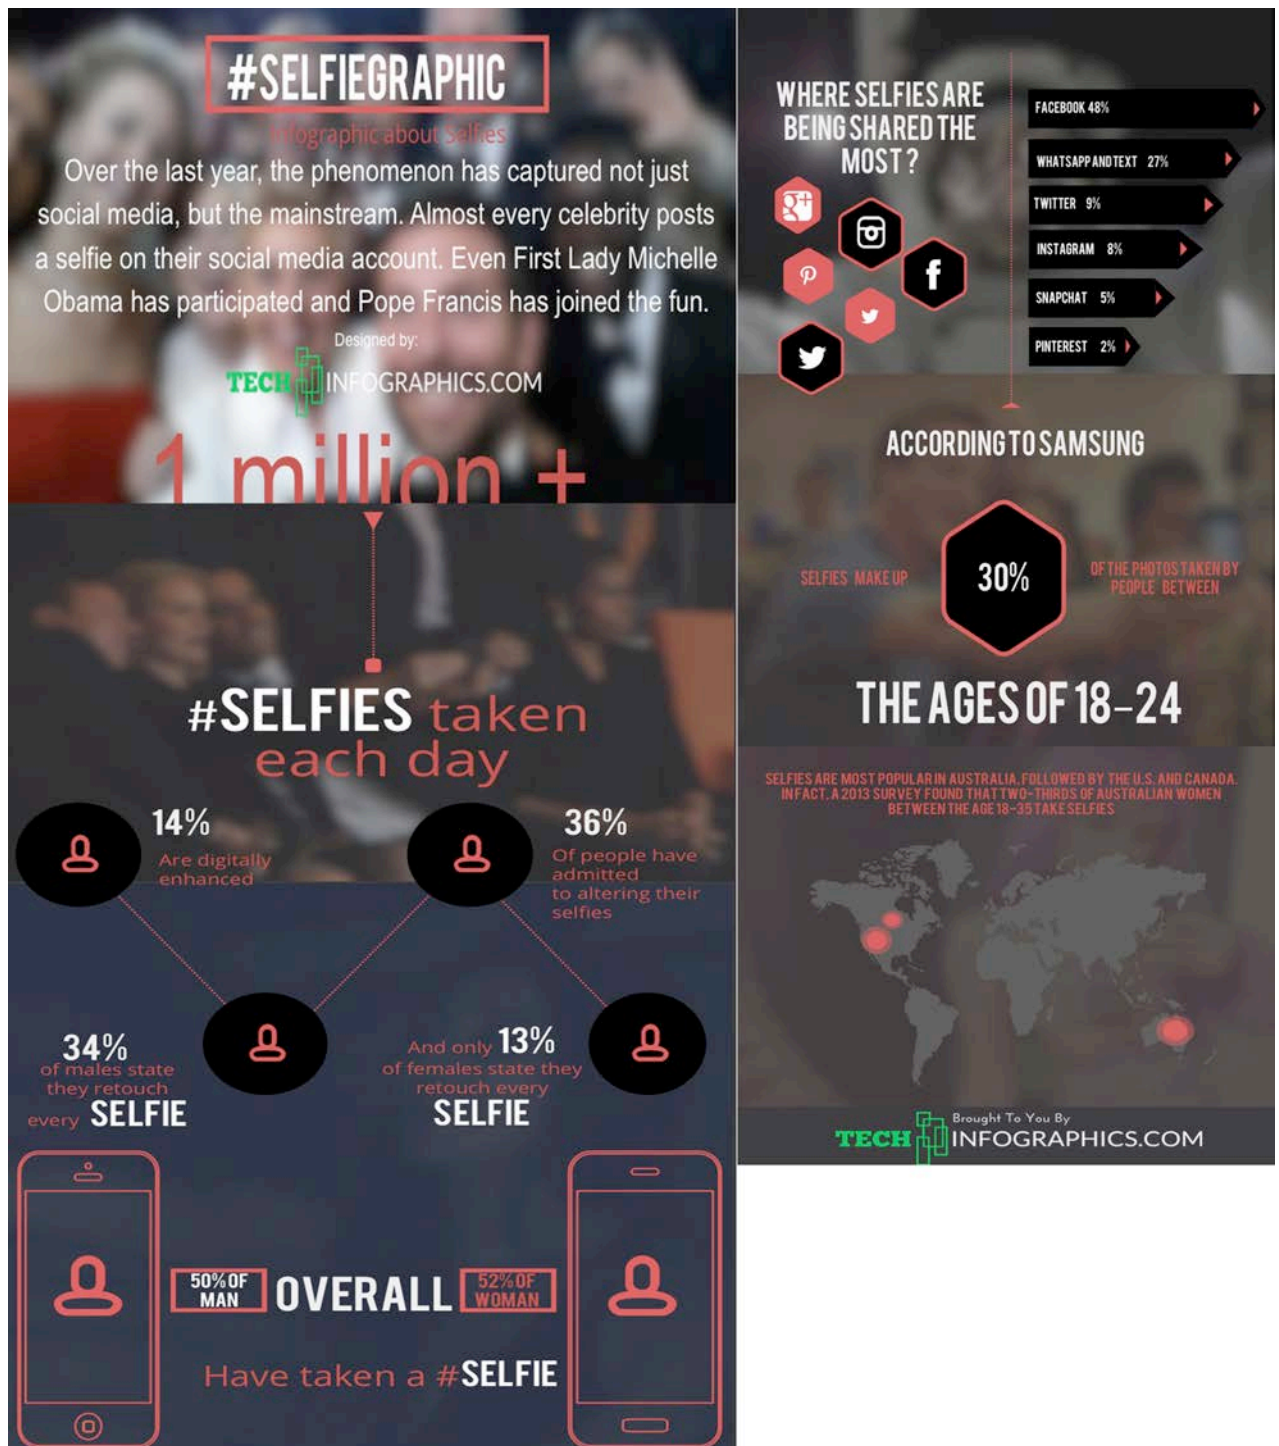 #SELFIEGRAPHIC
Infographic about Selfies
Over the last year, the phenomenon has captured not just
social media, but the mainstream. Almost every celebrity posts
a selfie on their social media account. Even First Lady Michelle
Obama has participated and Pope Francis has joined the fun.
Designed by:
TECH INFOGRAPHICS.COM
1 million +
#SELFIES taken
each day
14%
Are digitally
enhanced
36%
Of people have
admitted
to altering their
selfies
34%
of males state
they retouch
every SELFIE
And only 13%
of females state they
retouch every
SELFIE
50% OF
MAN
OVERALL
52% OF
WOMAN
Have taken a #SELFIE
WHERE SELFIES ARE
BEING SHARED THE
MOST ?
FACEBOOK 48%
WHATSAPP AND TEXT 27%
TWITTER 9%
INSTAGRAM 8%
SNAPCHAT 5%
PINTEREST 2%
ACCORDING TO SAMSUNG
SELFIES MAKE UP
30%
OF THE PHOTOS TAKEN BY
PEOPLE BETWEEN
THE AGES OF 18-24
SELFIES ARE MOST POPULAR IN AUSTRALIA, FOLLOWED BY THE U.S. AND CANADA.
IN FACT, A 2013 SURVEY FOUND THAT TWO-THIRDS OF AUSTRALIAN WOMEN
BETWEEN THE AGE 18-35 TAKE SELFIES
Brought To You By
TECH INFOGRAPHICS.COM